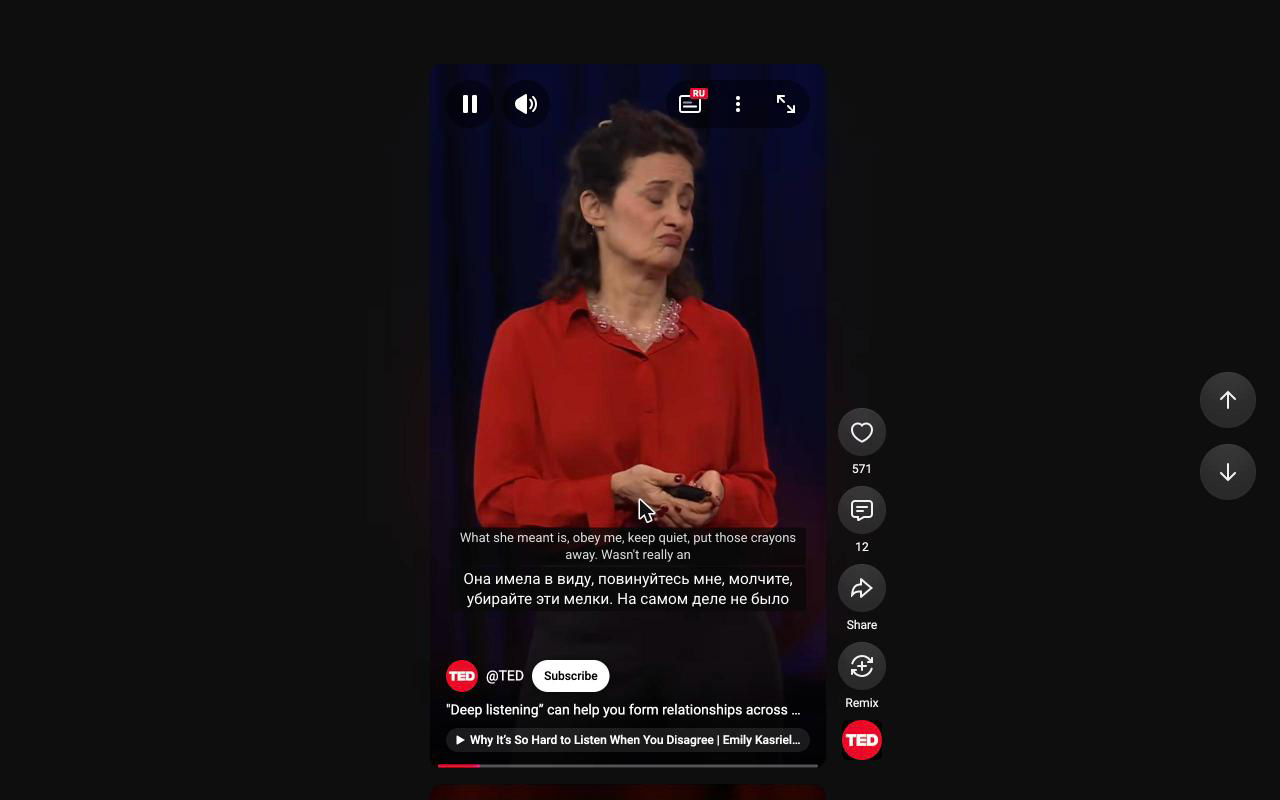 RU
What she meant is, obey me, keep quiet, put those crayons
away. Wasn't really an
Она имела в виду, повинуйтесь мне, молчите,
убирайте эти мелки. На самом деле не было
571
12
Share
Remix
TED @TED Subscribe
"Deep listening” can help you form relationships across ...
Why It’s So Hard to Listen When You Disagree | Emily Kasriel...
TED